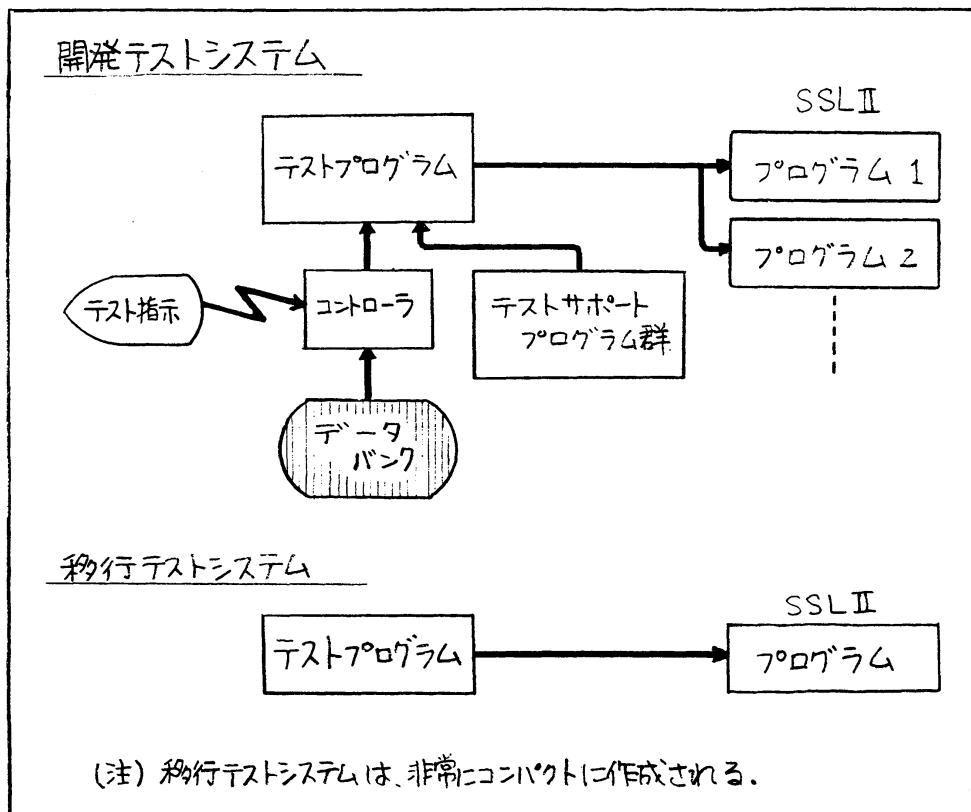 開発テストシステム
SSLⅡ
テストプログラム
プログラム 1
プログラム 2
テスト指示
コントローラ
テストサポート
プログラム群
データ
バンク
移行テストシステム
SSLⅡ
テストプログラム
プログラム
(注) 移行テストシステムは、非常にコンパクトに作成される.